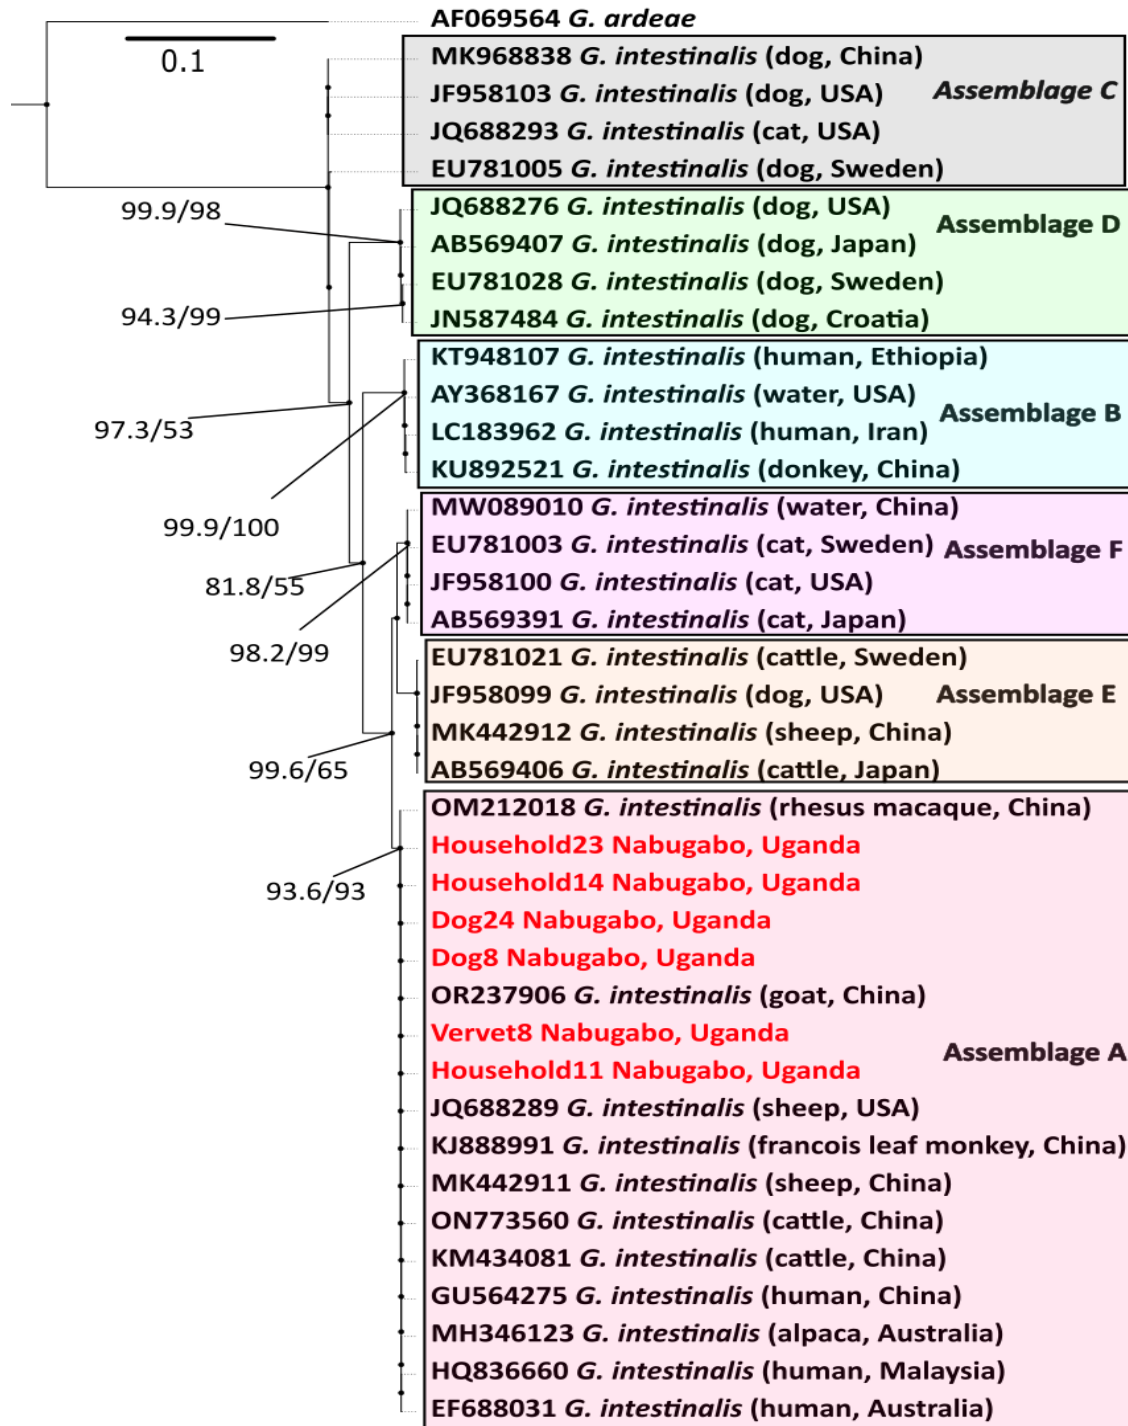 AF069564 G. ardeae
0.1
MK968838 G. intestinalis (dog, China)
JF958103 G. intestinalis (dog, USA) Assemblage C
JQ688293 G. intestinalis (cat, USA)
EU781005 G. intestinalis (dog, Sweden)
99.9/98
JQ688276 G. intestinalis (dog, USA)
Assemblage D
AB569407 G. intestinalis (dog, Japan)
EU781028 G. intestinalis (dog, Sweden)
94.3/99
JN587484 G. intestinalis (dog, Croatia)
KT948107 G. intestinalis (human, Ethiopia)
AY368167 G. intestinalis (water, USA)
Assemblage B
97.3/53
LC183962 G. intestinalis (human, Iran)
KU892521 G. intestinalis (donkey, China)
99.9/100
MW089010 G. intestinalis (water, China)
EU781003 G. intestinalis (cat, Sweden) Assemblage F
81.8/55
JF958100 G. intestinalis (cat, USA)
AB569391 G. intestinalis (cat, Japan)
98.2/99
EU781021 G. intestinalis (cattle, Sweden)
JF958099 G. intestinalis (dog, USA) Assemblage E
MK442912 G. intestinalis (sheep, China)
99.6/65
AB569406 G. intestinalis (cattle, Japan)
OM212018 G. intestinalis (rhesus macaque, China)
Household23 Nabugabo, Uganda
93.6/93
Household14 Nabugabo, Uganda
Dog24 Nabugabo, Uganda
Dog8 Nabugabo, Uganda
OR237906 G. intestinalis (goat, China)
Vervet8 Nabugabo, Uganda
Assemblage A
Household11 Nabugabo, Uganda
JQ688289 G. intestinalis (sheep, USA)
KJ888991 G. intestinalis (francois leaf monkey, China)
MK442911 G. intestinalis (sheep, China)
ON773560 G. intestinalis (cattle, China)
KM434081 G. intestinalis (cattle, China)
GU564275 G. intestinalis (human, China)
MH346123 G. intestinalis (alpaca, Australia)
HQ836660 G. intestinalis (human, Malaysia)
EF688031 G. intestinalis (human, Australia)